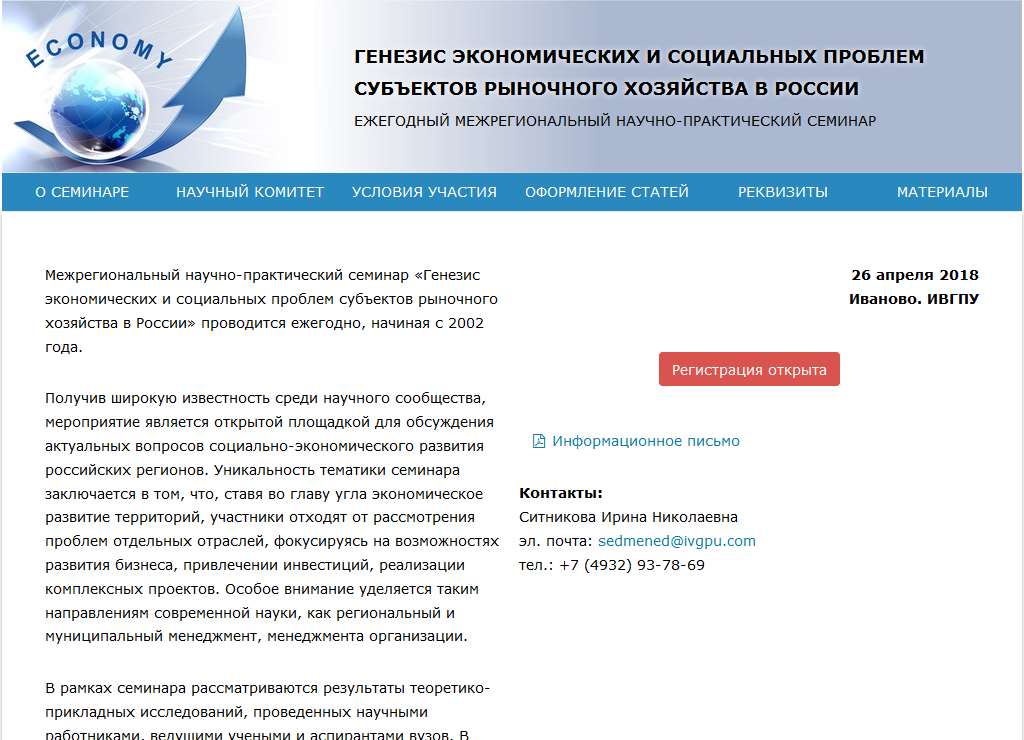 ECONOMY
ГЕНЕЗИС ЭКОНОМИЧЕСКИХ И СОЦИАЛЬНЫХ ПРОБЛЕМ
СУБЪЕКТОВ РЫНОЧНОГО ХОЗЯЙСТВА В РОССИИ
ЕЖЕГОДНЫЙ МЕЖРЕГИОНАЛЬНЫЙ НАУЧНО-ПРАКТИЧЕСКИЙ СЕМИНАР
О СЕМИНАРЕ НАУЧНЫЙ КОМИТЕТ УСЛОВИЯ УЧАСТИЯ ОФОРМЛЕНИЕ СТАТЕЙ РЕКВИЗИТЫ МАТЕРИАЛЫ
Межрегиональный научно-практический семинар «Генезис
экономических и социальных проблем субъектов рыночного
хозяйства в России» проводится ежегодно, начиная с 2002
года.
Получив широкую известность среди научного сообщества,
мероприятие является открытой площадкой для обсуждения
актуальных вопросов социально-экономического развития
российских регионов. Уникальность тематики семинара
заключается в том, что, ставя во главу угла экономическое
развитие территорий, участники отходят от рассмотрения
проблем отдельных отраслей, фокусируясь на возможностях
развития бизнеса, привлечении инвестиций, реализации
комплексных проектов. Особое внимание уделяется таким
направлениям современной науки, как региональный и
муниципальный менеджмент, менеджмента организации.
В рамках семинара рассматриваются результаты теоретико-
прикладных исследований, проведенных научными
работниками, ведущими учеными и аспирантами вузов. В
26 апреля 2018
Иваново. ИВГПУ
Регистрация открыта
Информационное письмо
Контакты:
Ситникова Ирина Николаевна
эл. почта: sedmened@ivgpu.com
тел.: +7 (4932) 93-78-69